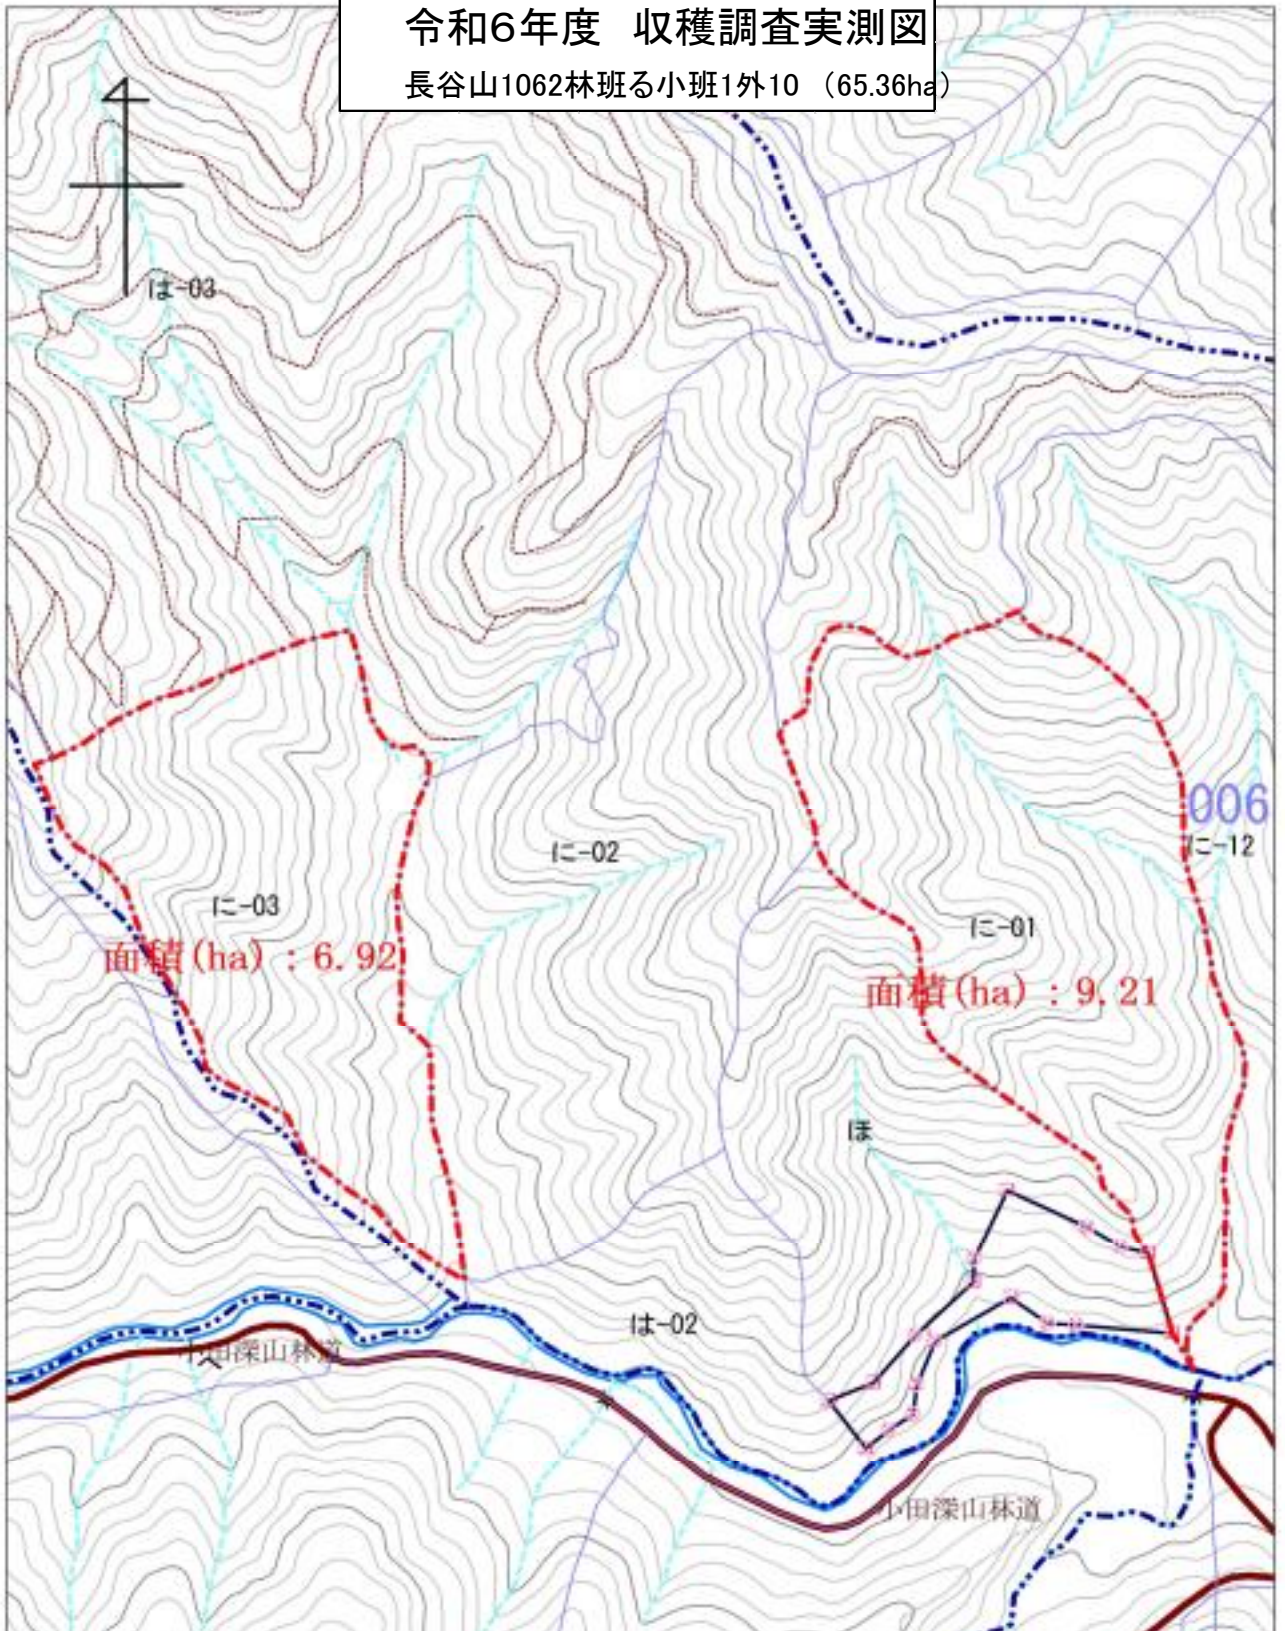 令和6年度　収穫調査実測図
長谷山1062林班る小班1外10　（65.36ha）
は-03
006
に-12
に-02
に-03
面積(ha)：6.92
に-01
面積(ha)：9.21
ほ
は-02
小田深山林道
小田深山林道